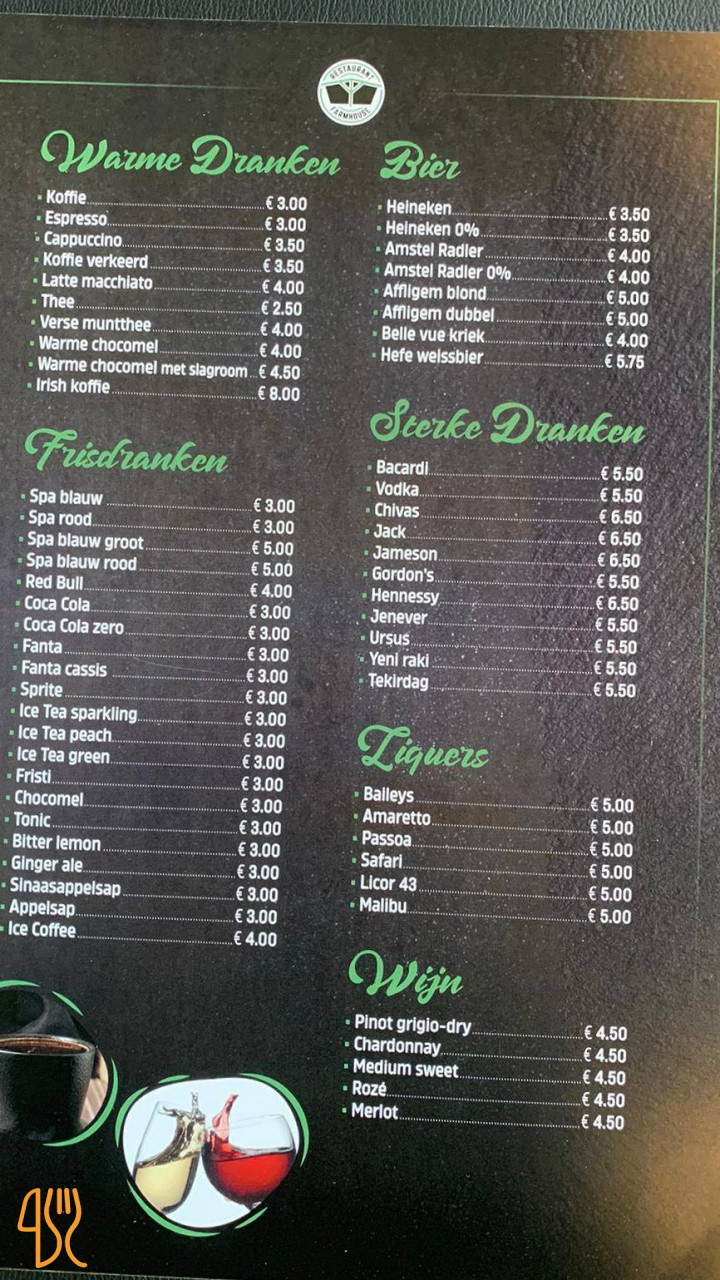 RESTAURANT
FARMHOUSE
Warme Dranken
Koffie € 3.00
Espresso € 3.00
Cappuccino € 3.50
Koffie verkeerd € 3.50
Latte macchiato € 4.00
Thee € 2.50
Verse muntthee € 4.00
Warme chocomel € 4.00
Warme chocomel met slagroom € 4.50
Irish koffie € 8.00
Frisdranken
Spa blauw € 3.00
Spa rood € 3.00
Spa blauw groot € 5.00
Spa blauw rood € 5.00
Red Bull € 4.00
Coca Cola € 3.00
Coca Cola zero € 3.00
Fanta € 3.00
Fanta cassis € 3.00
Sprite € 3.00
Ice Tea sparkling € 3.00
Ice Tea peach € 3.00
Ice Tea green € 3.00
Fristi € 3.00
Chocomel € 3.00
Tonic € 3.00
Bitter lemon € 3.00
Ginger ale € 3.00
Sinaasappelsap € 3.00
Appelsap € 3.00
Ice Coffee € 4.00
Bier
Heineken € 3.50
Heineken 0% € 3.50
Amstel Radler € 4.00
Amstel Radler 0% € 4.00
Affligem blond € 5.00
Affligem dubbel € 5.00
Belle vue kriek € 4.00
Hefe weissbier € 5.75
Sterke Dranken
Bacardi € 5.50
Vodka € 5.50
Chivas € 6.50
Jack € 6.50
Jameson € 6.50
Gordon's € 5.50
Hennessy € 6.50
Jenever € 5.50
Ursus € 5.50
Yeni raki € 5.50
Tekirdag € 5.50
Liquers
Baileys € 5.00
Amaretto € 5.00
Passoa € 5.00
Safari € 5.00
Licor 43 € 5.00
Malibu € 5.00
Wijn
Pinot grigio-dry € 4.50
Chardonnay € 4.50
Medium sweet € 4.50
Rozé € 4.50
Merlot € 4.50